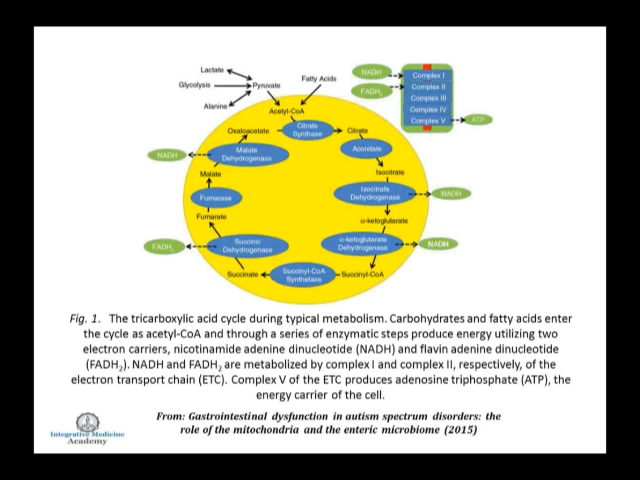 Lactate
Glycolysis
Pyruvate
Alanine
Fatty Acids
Acetyl-CoA
NADH
FADH2
Complex I
Complex II
Complex III
Complex IV
Complex V
ATP
Oxaloacetate
Citrate
Synthase
Citrate
Aconitate
Isocitrate
Isocitrate
Dehydrogenase
NADH
α-ketoglutarate
α-ketoglutarate
Dehydrogenase
NADH
Succinyl-CoA
Succinyl-CoA
Synthetase
Succinate
Succinic
Dehydrogenase
FADH2
Fumarate
Fumarase
Malate
Malate
Dehydrogenase
NADH
Fig. 1. The tricarboxylic acid cycle during typical metabolism. Carbohydrates and fatty acids enter
the cycle as acetyl-CoA and through a series of enzymatic steps produce energy utilizing two
electron carriers, nicotinamide adenine dinucleotide (NADH) and flavin adenine dinucleotide
(FADH2). NADH and FADH2 are metabolized by complex I and complex II, respectively, of the
electron transport chain (ETC). Complex V of the ETC produces adenosine triphosphate (ATP), the
energy carrier of the cell.
From: Gastrointestinal dysfunction in autism spectrum disorders: the
role of the mitochondria and the enteric microbiome (2015)
Integrative Medicine
Academy